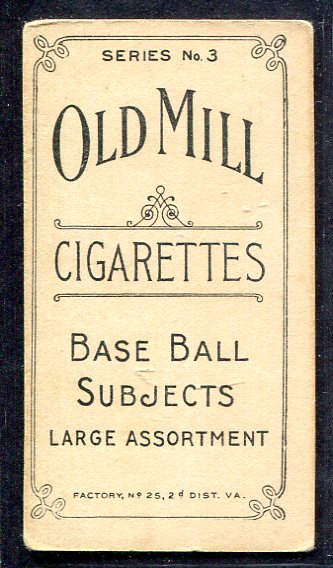 SERIES No. 3
OLD MILL
CIGARETTES
BASE BALL
SUBJECTS
LARGE ASSORTMENT
FACTORY, Nº 25, 2d DIST. VA.